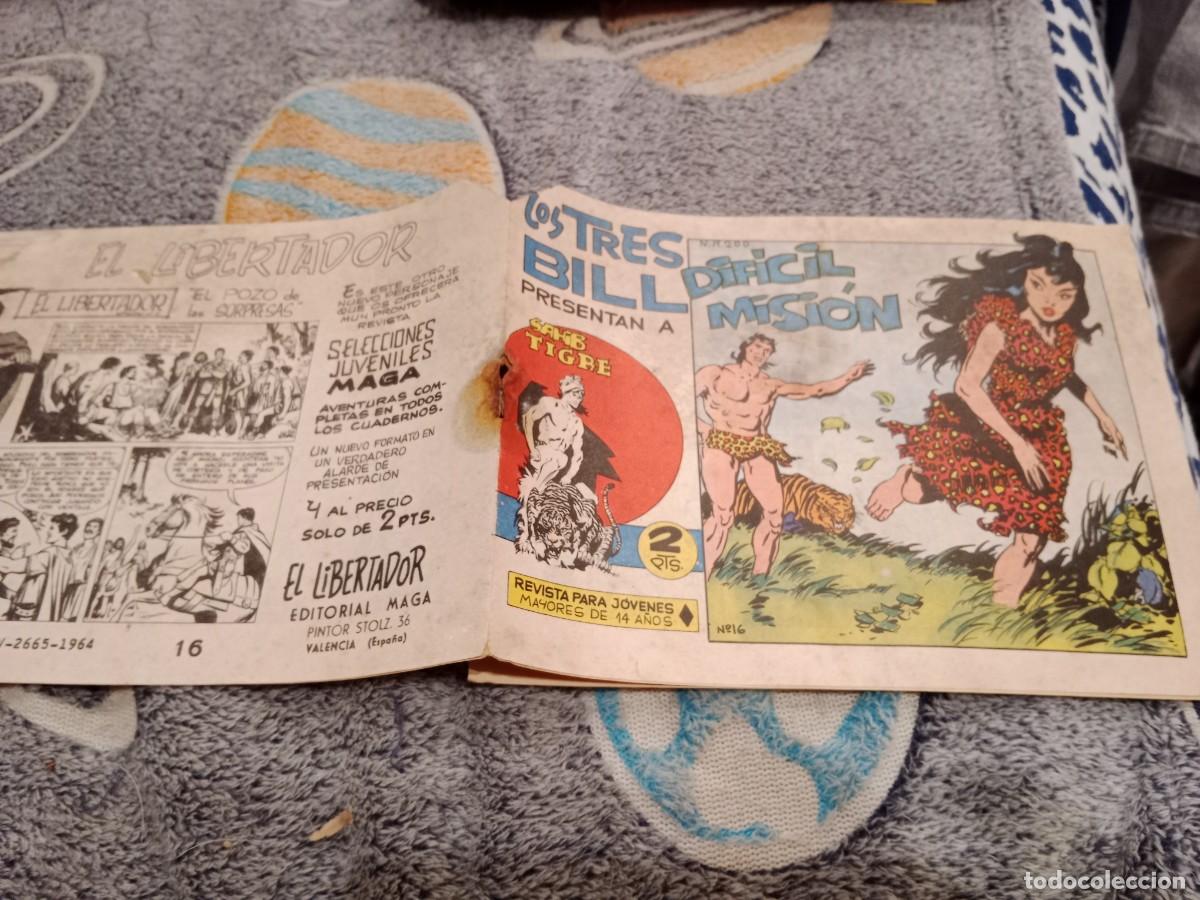 EL LIBERTADOR
EL LIBERTADOR
EL POZO de
las SORPRESAS
ES ESTE OTRO
NUEVO PERSONAJE
QUE OS OFRECERA
MUY PRONTO LA
REVISTA
SELECCIONES
JUVENILES
MAGA
AVENTURAS COM-
PLETAS EN TODOS
LOS CUADERNOS.
UN NUEVO FORMATO EN
UN VERDADERO
ALARDE DE
PRESENTACIÓN
Y AL PRECIO
SOLO DE 2 PTS.
EL LIBERTADOR
EDITORIAL MAGA
PINTOR STOLZ. 36
VALENCIA (España)
V-2665-1964
16
LOS TRES
BILL
PRESENTAN A
SAHIB
TIGRE
2
PTS.
REVISTA PARA JÓVENES
MAYORES DE 14 AÑOS
N.R. 200
DIFICIL
MISIÓN
Nº16
todocoleccion